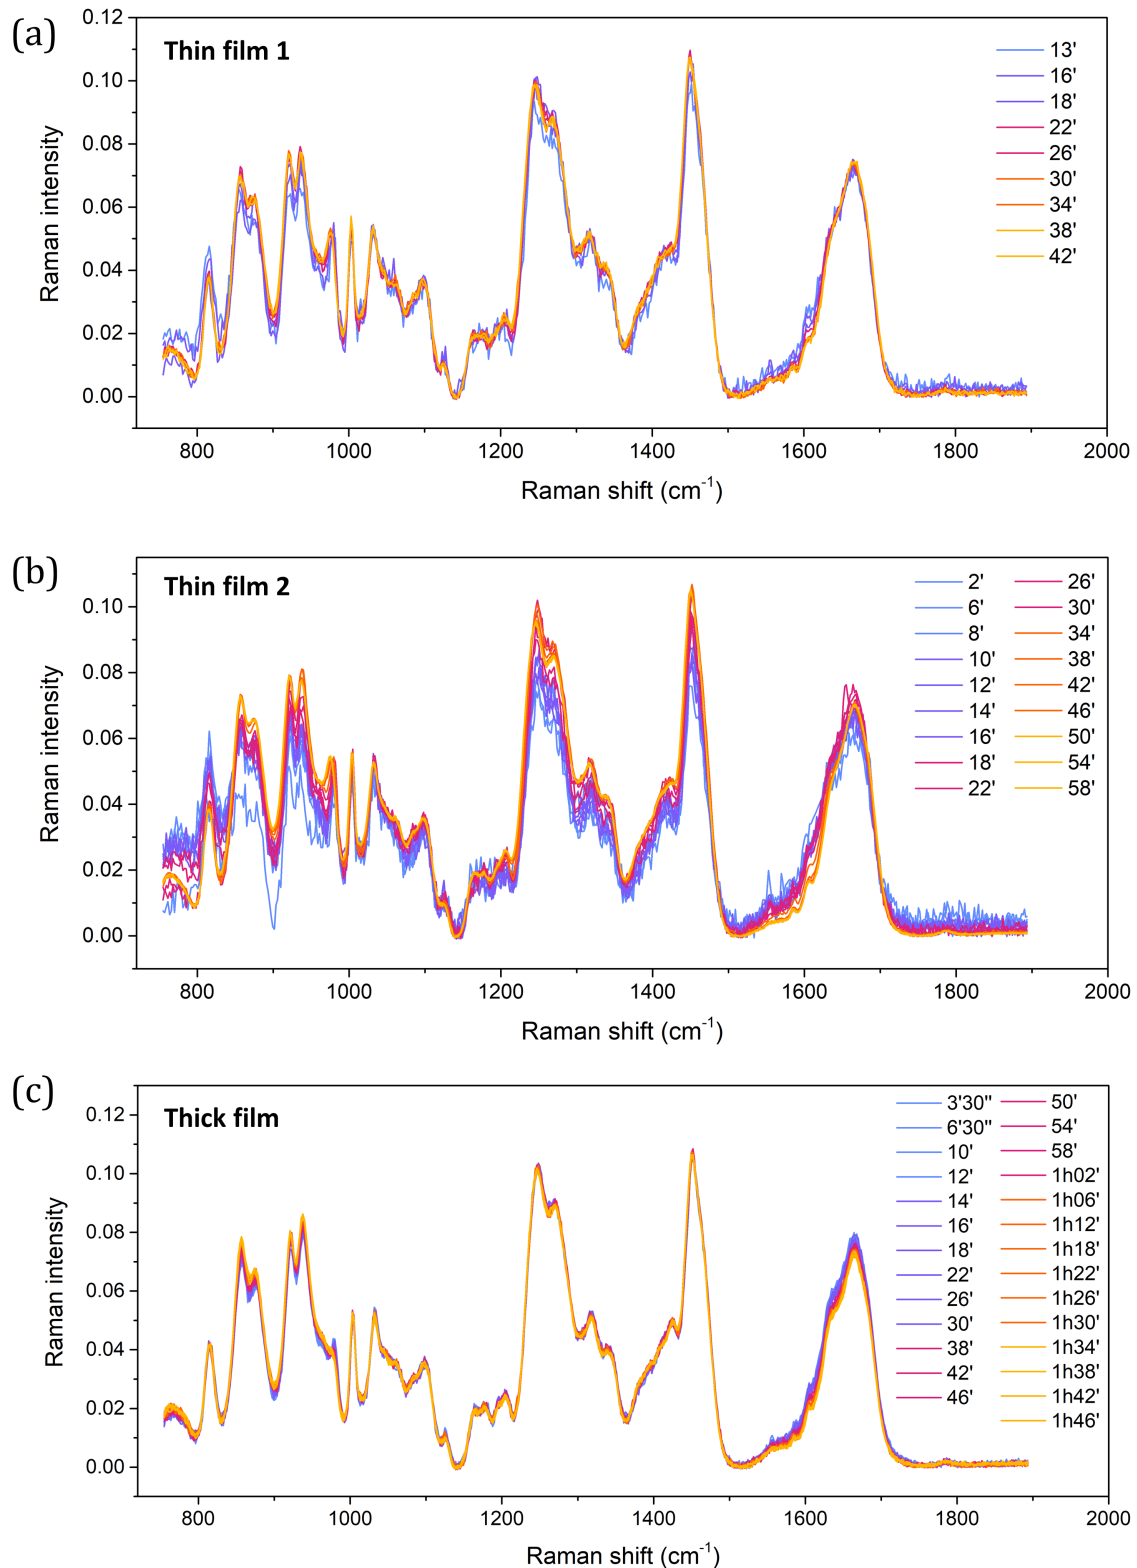 (a)
Thin film 1
Raman intensity
0.12
0.10
0.08
0.06
0.04
0.02
0.00
13'
16'
18'
22'
26'
30'
34'
38'
42'
800 1000 1200 1400 1600 1800 2000
Raman shift (cm⁻¹)
(b)
Thin film 2
Raman intensity
0.10
0.08
0.06
0.04
0.02
0.00
2' 26'
6' 30'
8' 34'
10' 38'
12' 42'
14' 46'
16' 50'
18' 54'
22' 58'
800 1000 1200 1400 1600 1800 2000
Raman shift (cm⁻¹)
(c)
Thick film
Raman intensity
0.12
0.10
0.08
0.06
0.04
0.02
0.00
3'30" 50'
6'30" 54'
10' 58'
12' 1h02'
14' 1h06'
16' 1h12'
18' 1h18'
22' 1h22'
26' 1h26'
30' 1h30'
38' 1h34'
42' 1h38'
46' 1h42'
1h46'
800 1000 1200 1400 1600 1800 2000
Raman shift (cm⁻¹)